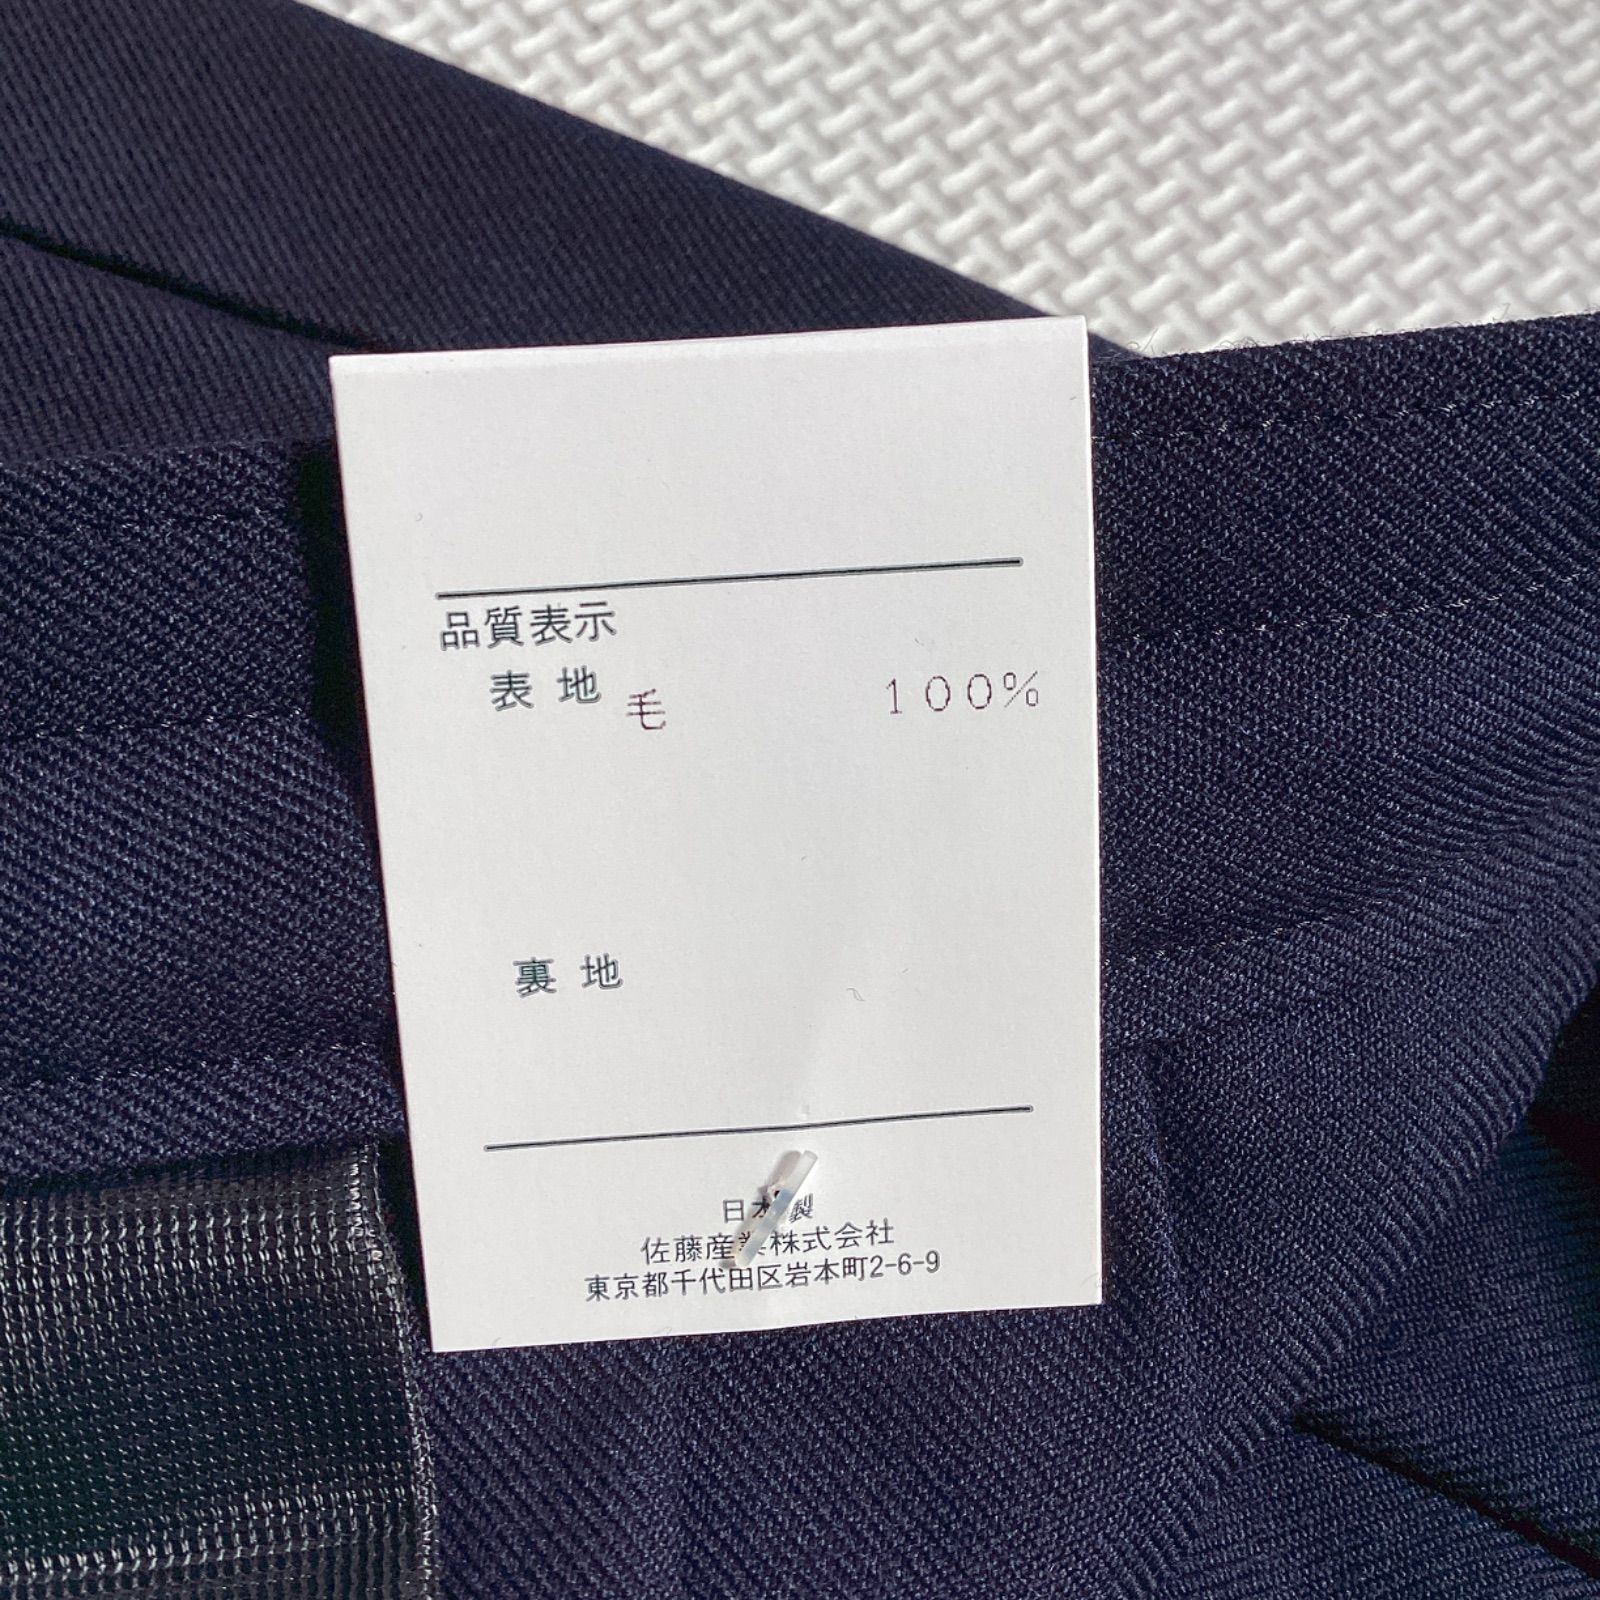 品質表示
表地 毛 100%
裏地
日本製
佐藤産業株式会社
東京都千代田区岩本町2-6-9